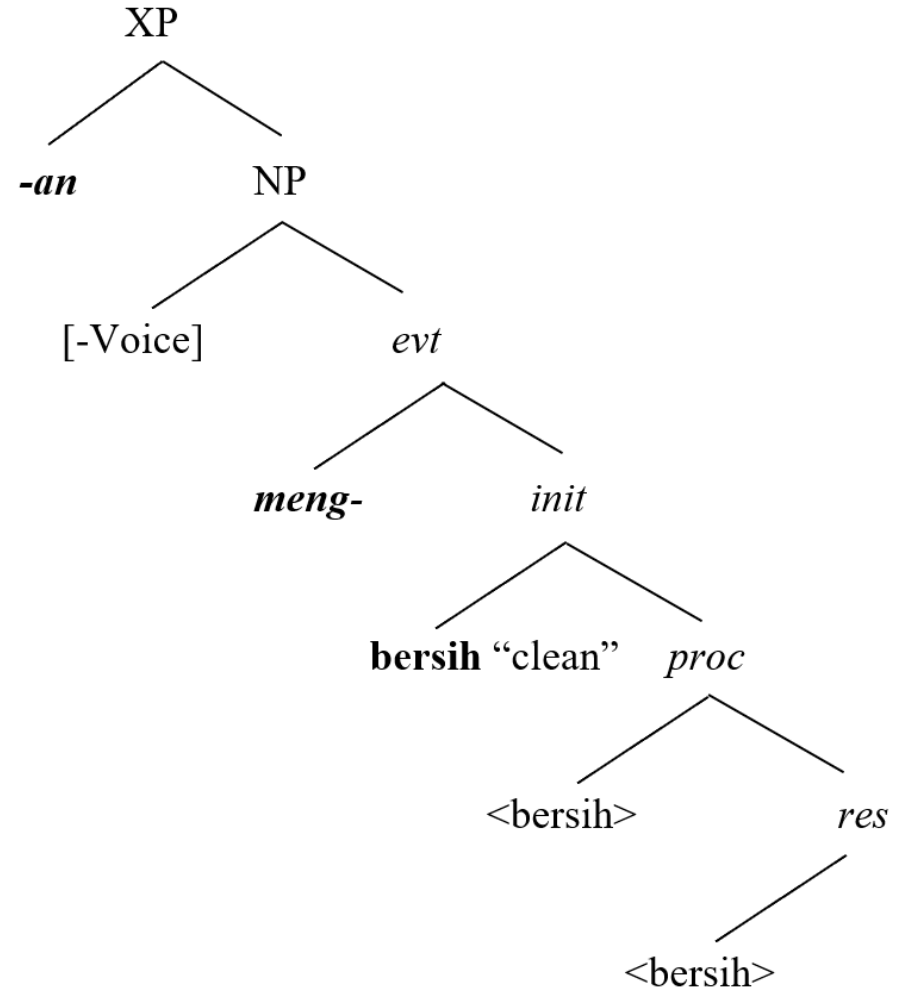 XP
-an NP
[-Voice] evt
meng- init
bersih “clean” proc
<bersih> res
<bersih>